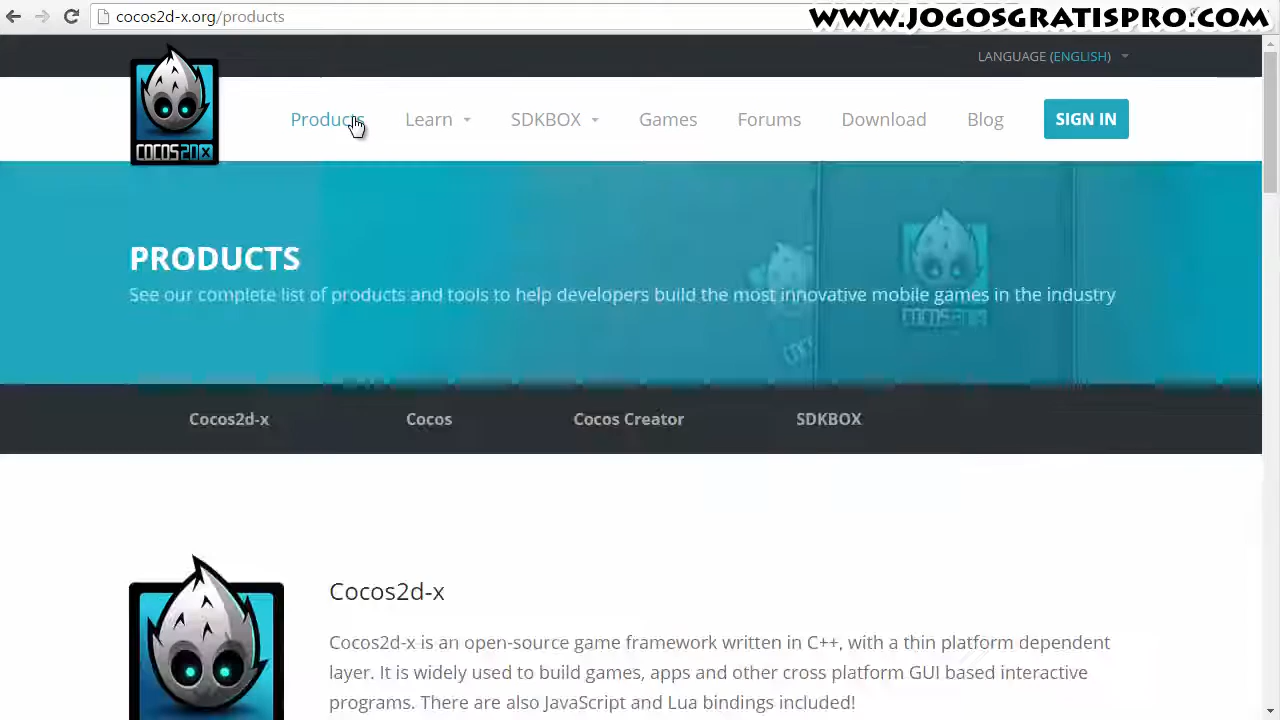 cocos2d-x.org/products
www.JOGOSGRATISPRO.com
LANGUAGE (ENGLISH)
COCOS2DX
Products
Learn
SDKBOX
Games
Forums
Download
Blog
SIGN IN
PRODUCTS
See our complete list of products and tools to help developers build the most innovative mobile games in the industry
Cocos2d-x
Cocos
Cocos Creator
SDKBOX
Cocos2d-x
Cocos2d-x is an open-source game framework written in C++, with a thin platform dependent
layer. It is widely used to build games, apps and other cross platform GUI based interactive
programs. There are also JavaScript and Lua bindings included!